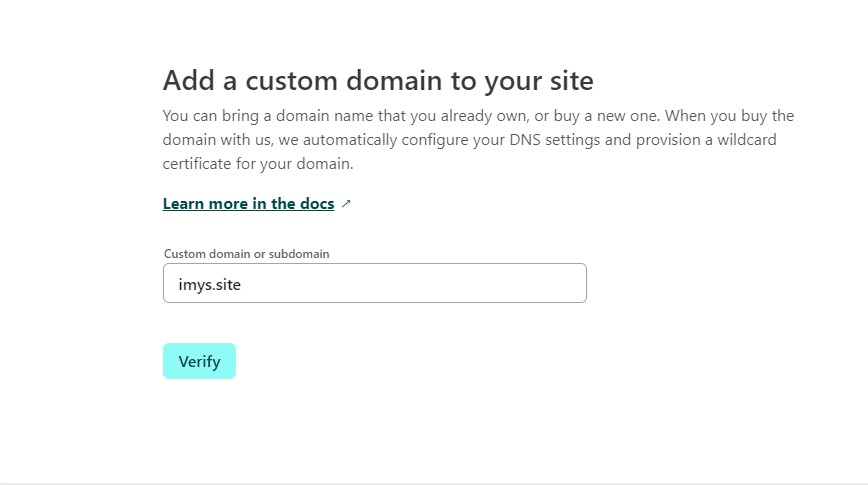 Add a custom domain to your site
You can bring a domain name that you already own, or buy a new one. When you buy the
domain with us, we automatically configure your DNS settings and provision a wildcard
certificate for your domain.
Learn more in the docs ↗
Custom domain or subdomain
imys.site
Verify